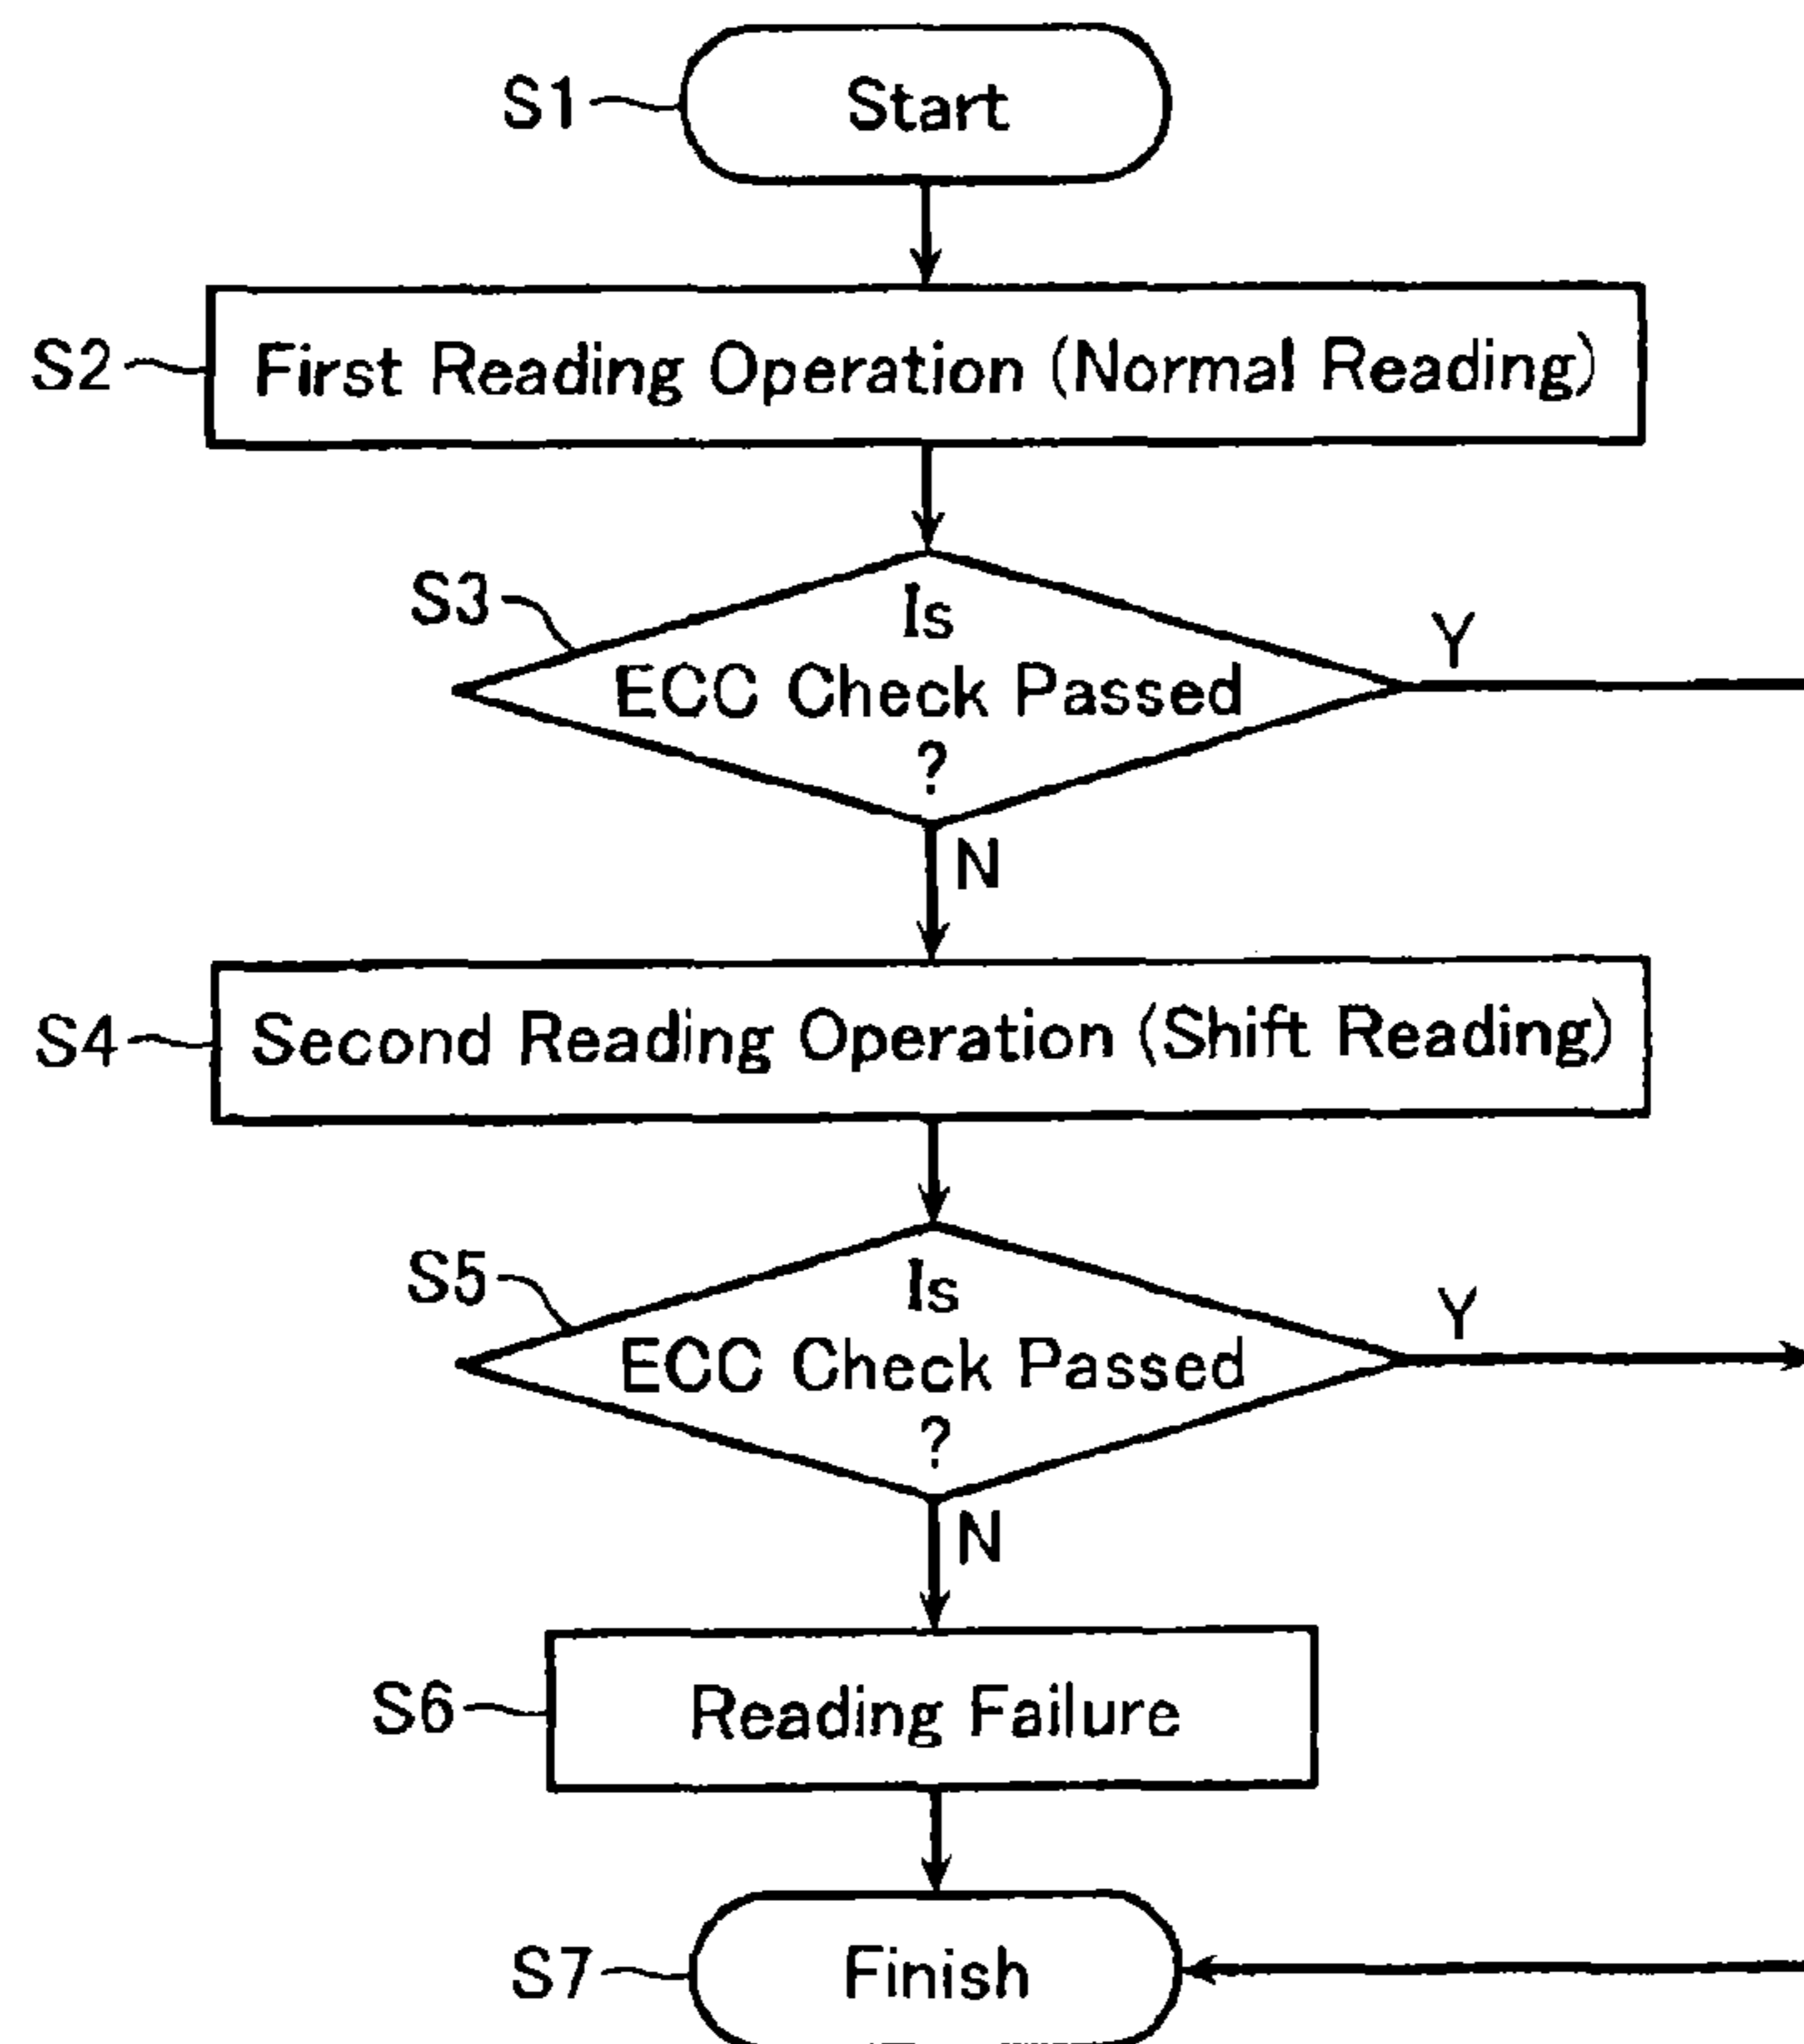 S1 Start
S2 First Reading Operation (Normal Reading)
S3 Is
ECC Check Passed
?
Y
N
S4 Second Reading Operation (Shift Reading)
S5 Is
ECC Check Passed
?
Y
N
S6 Reading Failure
S7 Finish